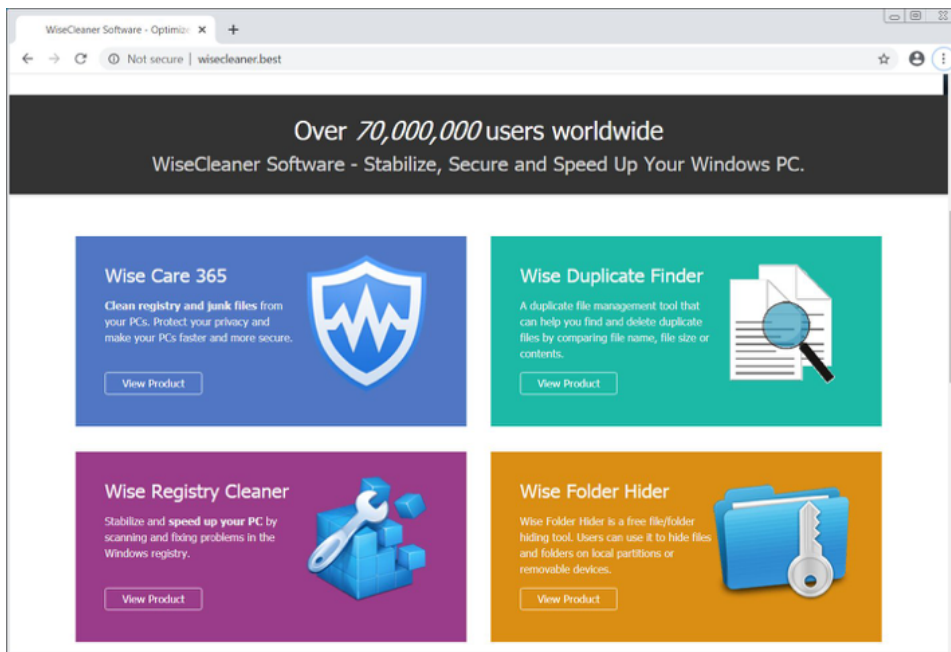 WiseCleaner Software - Optimiz
Not secure | wisecleaner.best
Over 70,000,000 users worldwide
WiseCleaner Software - Stabilize, Secure and Speed Up Your Windows PC.
Wise Care 365
Clean registry and junk files from
your PCs. Protect your privacy and
make your PCs faster and more secure.
View Product
Wise Duplicate Finder
A duplicate file management tool that
can help you find and delete duplicate
files by comparing file name, file size or
contents.
View Product
Wise Registry Cleaner
Stabilize and speed up your PC by
scanning and fixing problems in the
Windows registry.
View Product
Wise Folder Hider
Wise Folder Hider is a free file/folder
hiding tool. Users can use it to hide files
and folders on local partitions or
removable devices.
View Product